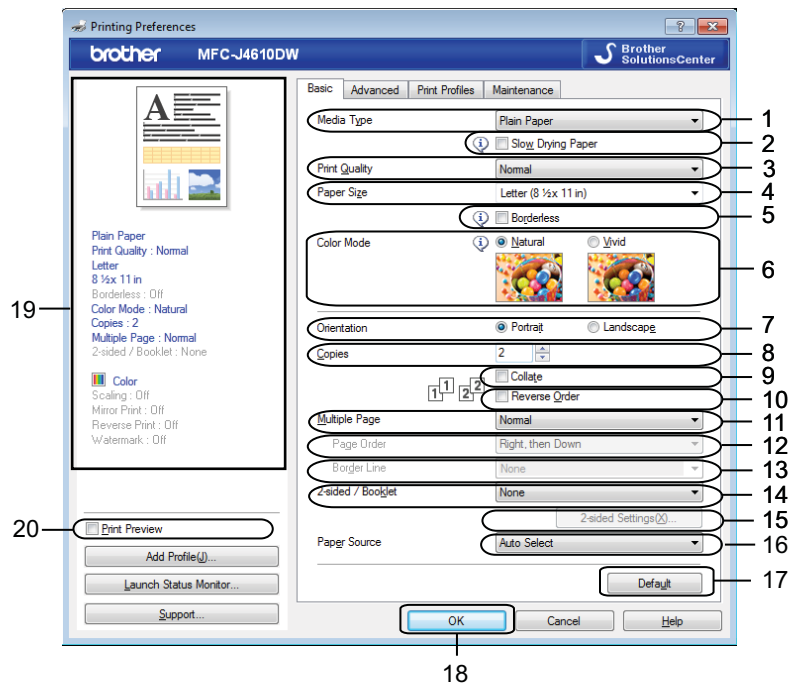 Printing Preferences
brother MFC-J4610DW Brother SolutionsCenter
Basic Advanced Print Profiles Maintenance
A
Media Type Plain Paper 1
Slow Drying Paper 2
Print Quality Normal 3
Paper Size Letter (8 ½x 11 in) 4
Borderless 5
Color Mode Natural Vivid 6
Orientation Portrait Landscape 7
Copies 2 8
Collate 9
1 1 2 2
Reverse Order 10
Multiple Page Normal 11
Page Order Right, then Down 12
Border Line None 13
2-sided / Booklet None 14
2-sided Settings(X)... 15
Paper Source Auto Select 16
Default 17
Plain Paper
Print Quality : Normal
Letter
8 ½x 11 in
Borderless : Off
Color Mode : Natural
19
Copies : 2
Multiple Page : Normal
2-sided / Booklet : None
Color
Scaling : Off
Mirror Print : Off
Reverse Print : Off
Watermark : Off
20 Print Preview
Add Profile(J)...
Launch Status Monitor...
Support...
OK Cancel Help
18